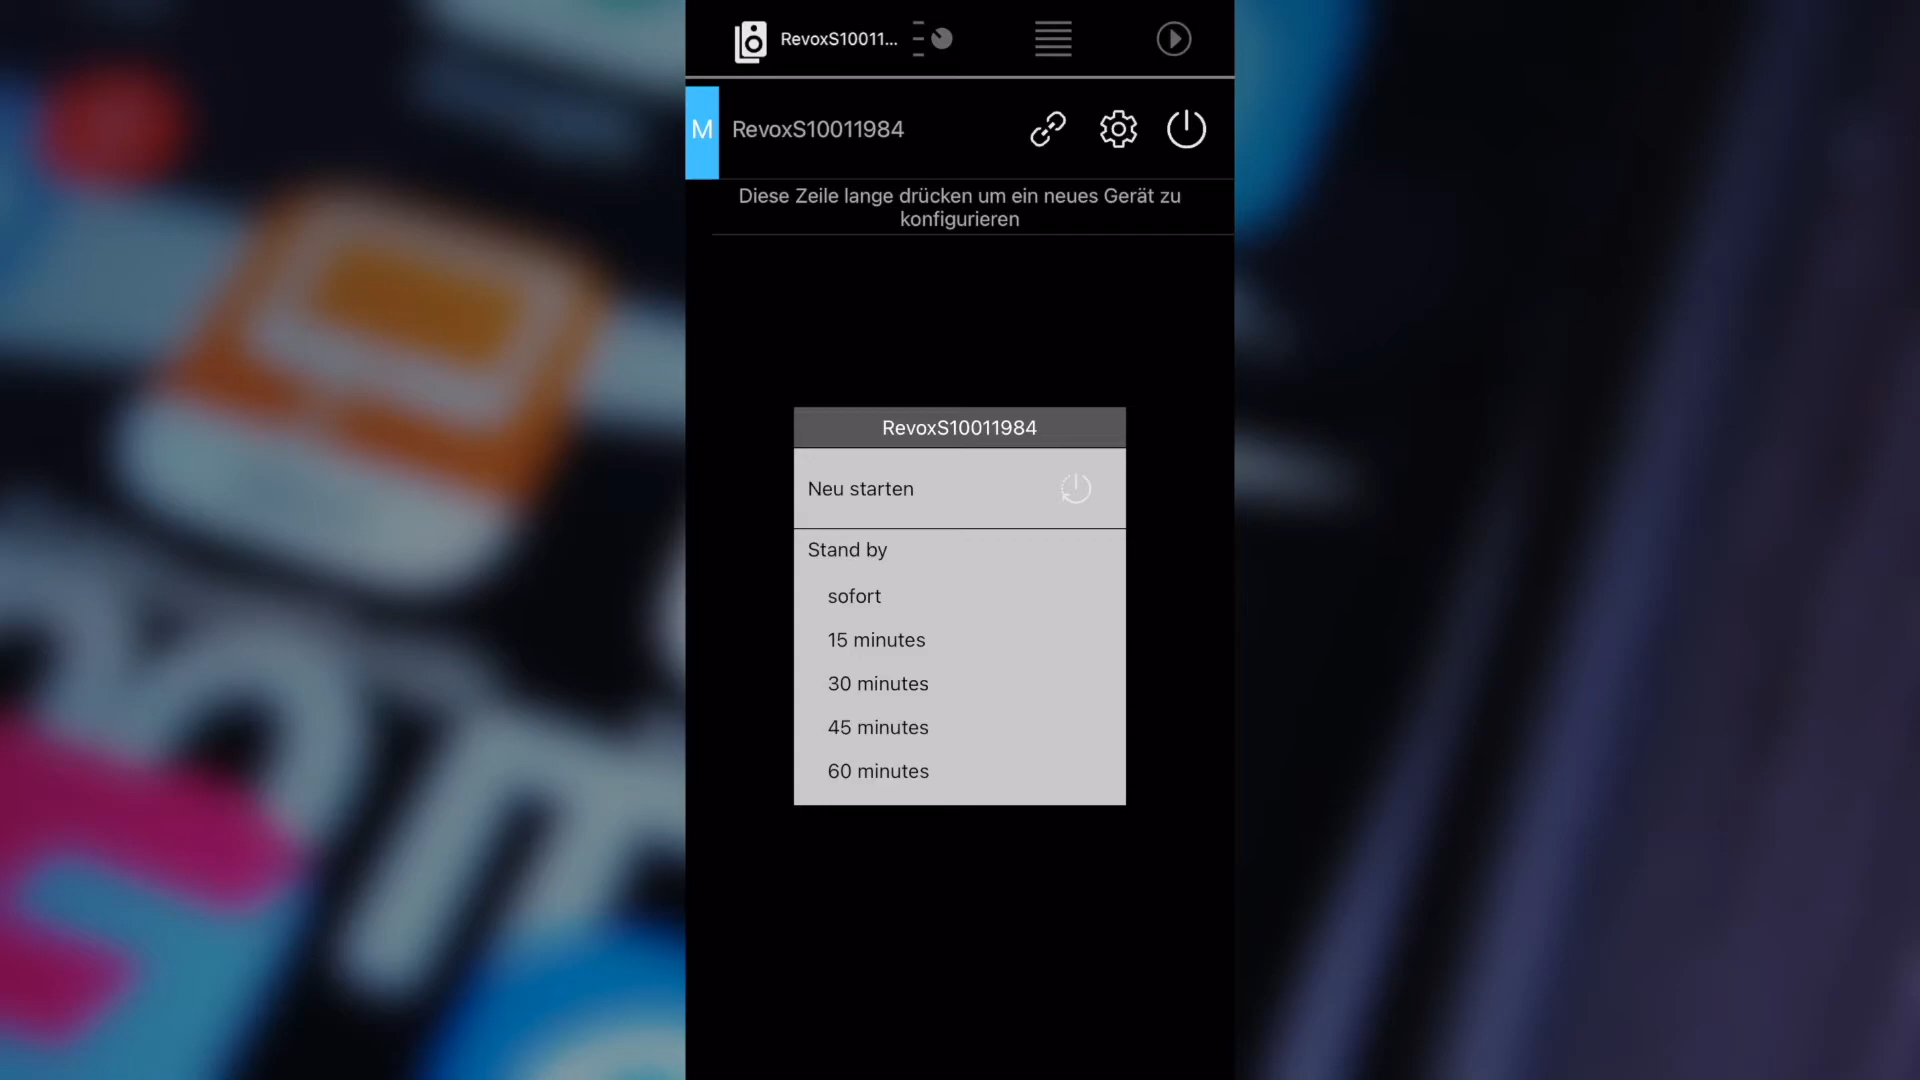 RevoxS10011...
M
RevoxS10011984
Diese Zeile lange drücken um ein neues Gerät zu
konfigurieren
RevoxS10011984
Neu starten
Stand by
sofort
15 minutes
30 minutes
45 minutes
60 minutes